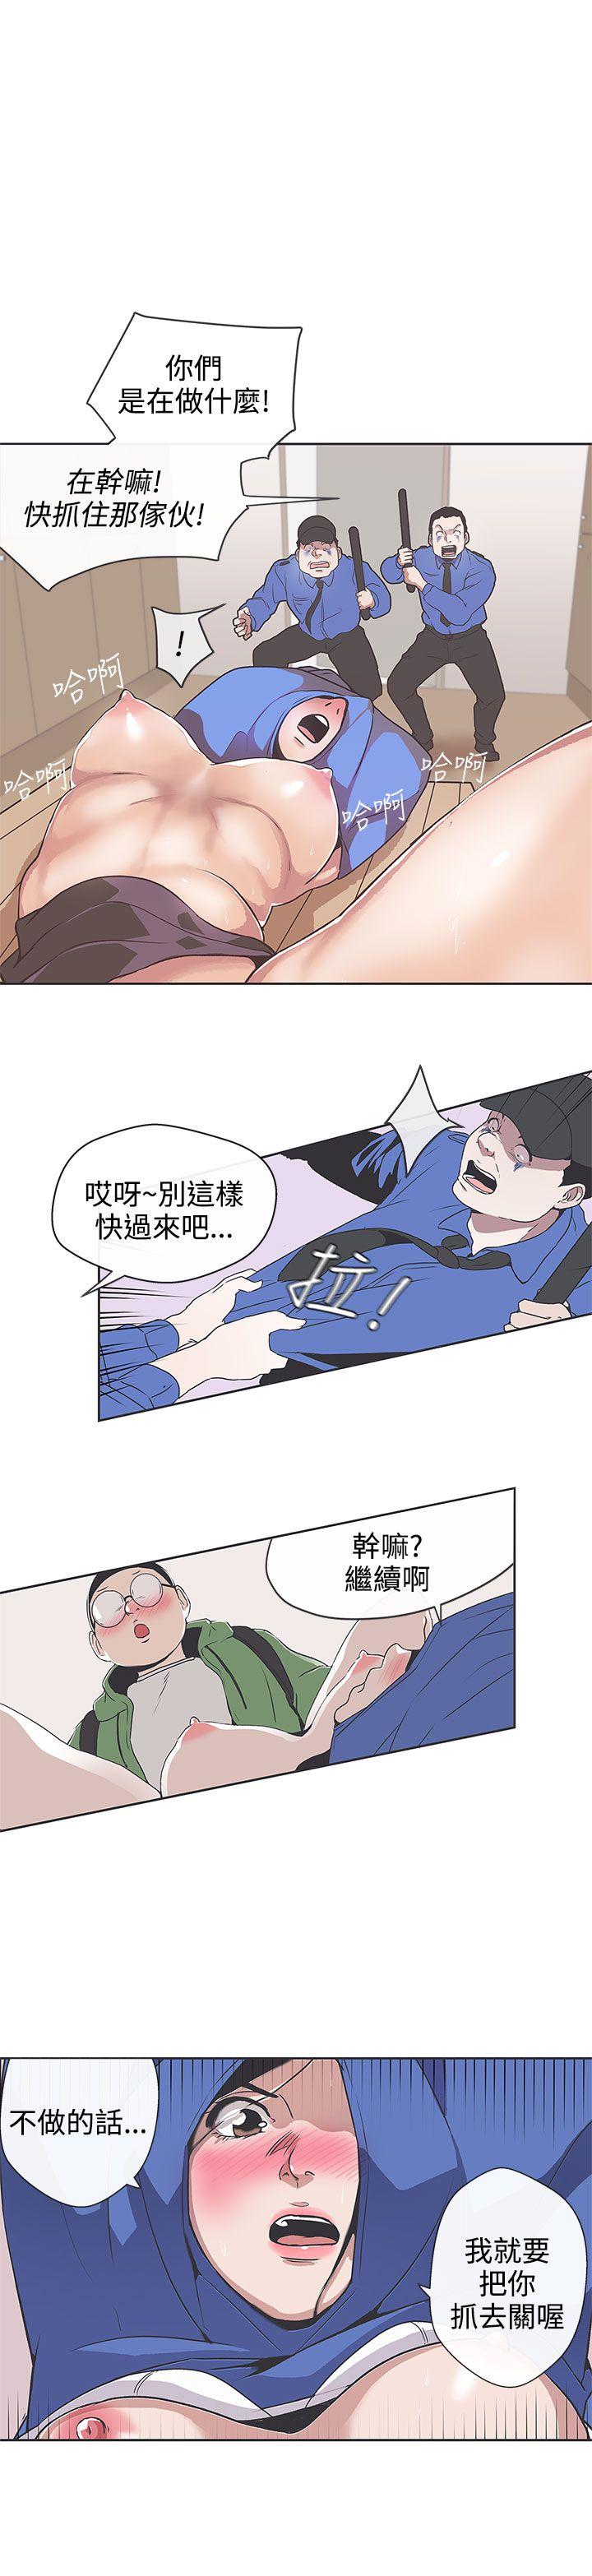 你們
是在做什麼!
在幹嘛!
快抓住那傢伙!
!
哈啊
哈啊
哈啊
哈啊
哎呀~別這樣
快過來吧...
拉!
幹嘛?
繼續啊
不做的話...
我就要
把你
抓去關喔